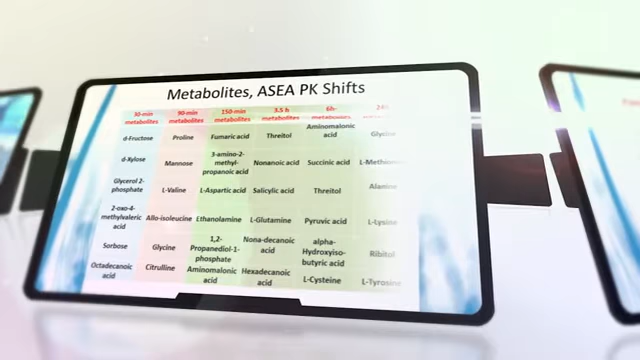 Metabolites, ASEA PK Shifts
30-min metabolites 90-min metabolites 150-min metabolites 3.5 h metabolites 6h- metabolites 24h
d-Fructose Proline Fumaric acid Threitol Aminomalonic acid Glycine
d-Xylose Mannose 3-amino-2-methyl-propanoic acid Nonanoic acid Succinic acid L-Methionine
Glycerol 2-phosphate L-Valine L-Aspartic acid Salicylic acid Threitol Alanine
2-oxo-4-methylvaleric acid Allo-isoleucine Ethanolamine L-Glutamine Pyruvic acid L-Lysine
Sorbose Glycine 1,2-Propanediol-1-phosphate Nona-decanoic acid alpha-Hydroxyiso-butyric acid Ribitol
Octadecanoic acid Citrulline Aminomalonic acid Hexadecanoic acid L-Cysteine L-Tyrosine